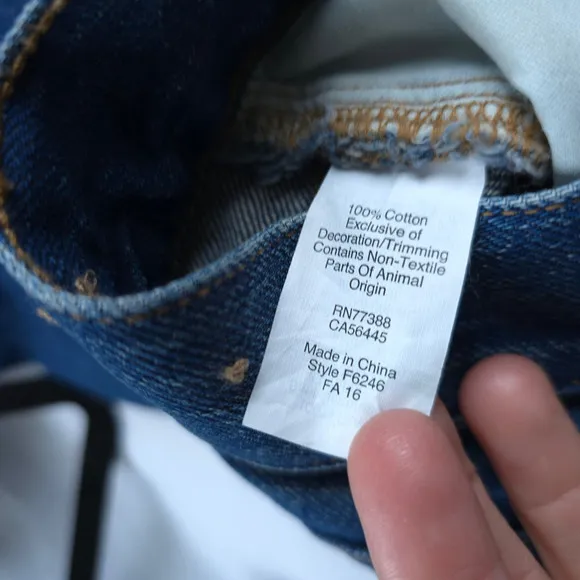 100% Cotton
Exclusive of
Decoration/Trimming
Contains Non-Textile
Parts Of Animal
Origin
RN77388
CA56445
Made in China
Style F6246
FA 16